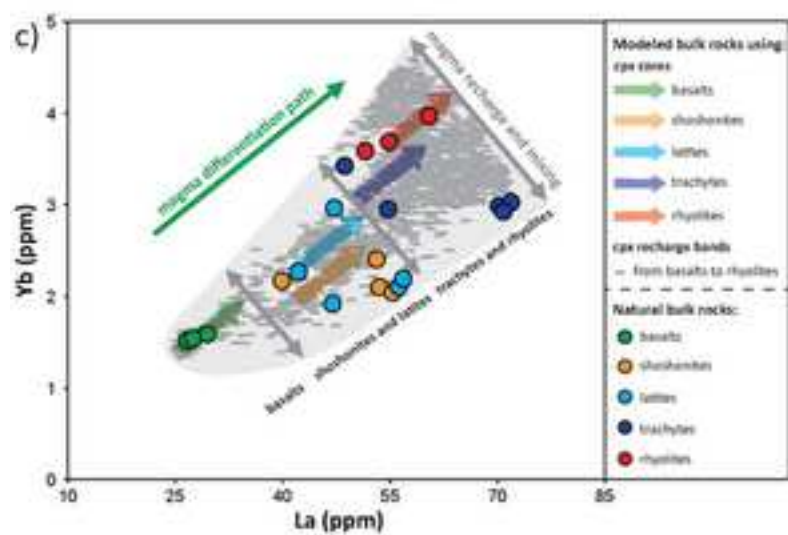 c)
5
4
3
2
1
0
Yb (ppm)
10
25
40
55
70
85
La (ppm)
magma differentiation path
magma recharge and mixing
basalts
shoshonites and latites
trachytes and rhyolites
Modeled bulk rocks using:
cpx cores
basalts
shoshonites
latites
trachytes
rhyolites
cpx recharge bands
— from basalts to rhyolites
Natural bulk rocks:
basalts
shoshonites
latites
trachytes
rhyolites